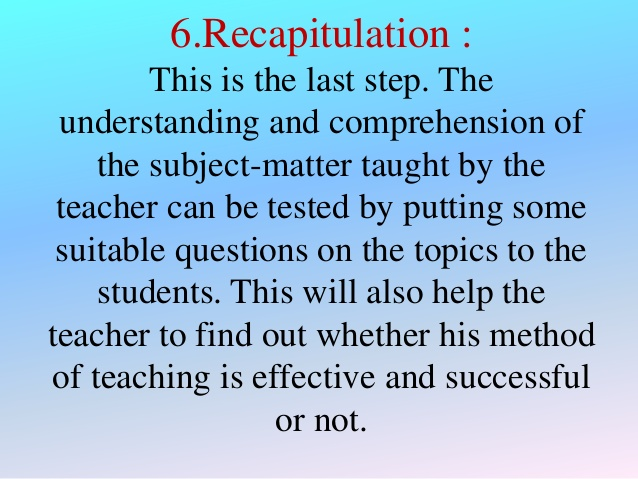 6.Recapitulation :
This is the last step. The
understanding and comprehension of
the subject-matter taught by the
teacher can be tested by putting some
suitable questions on the topics to the
students. This will also help the
teacher to find out whether his method
of teaching is effective and successful
or not.